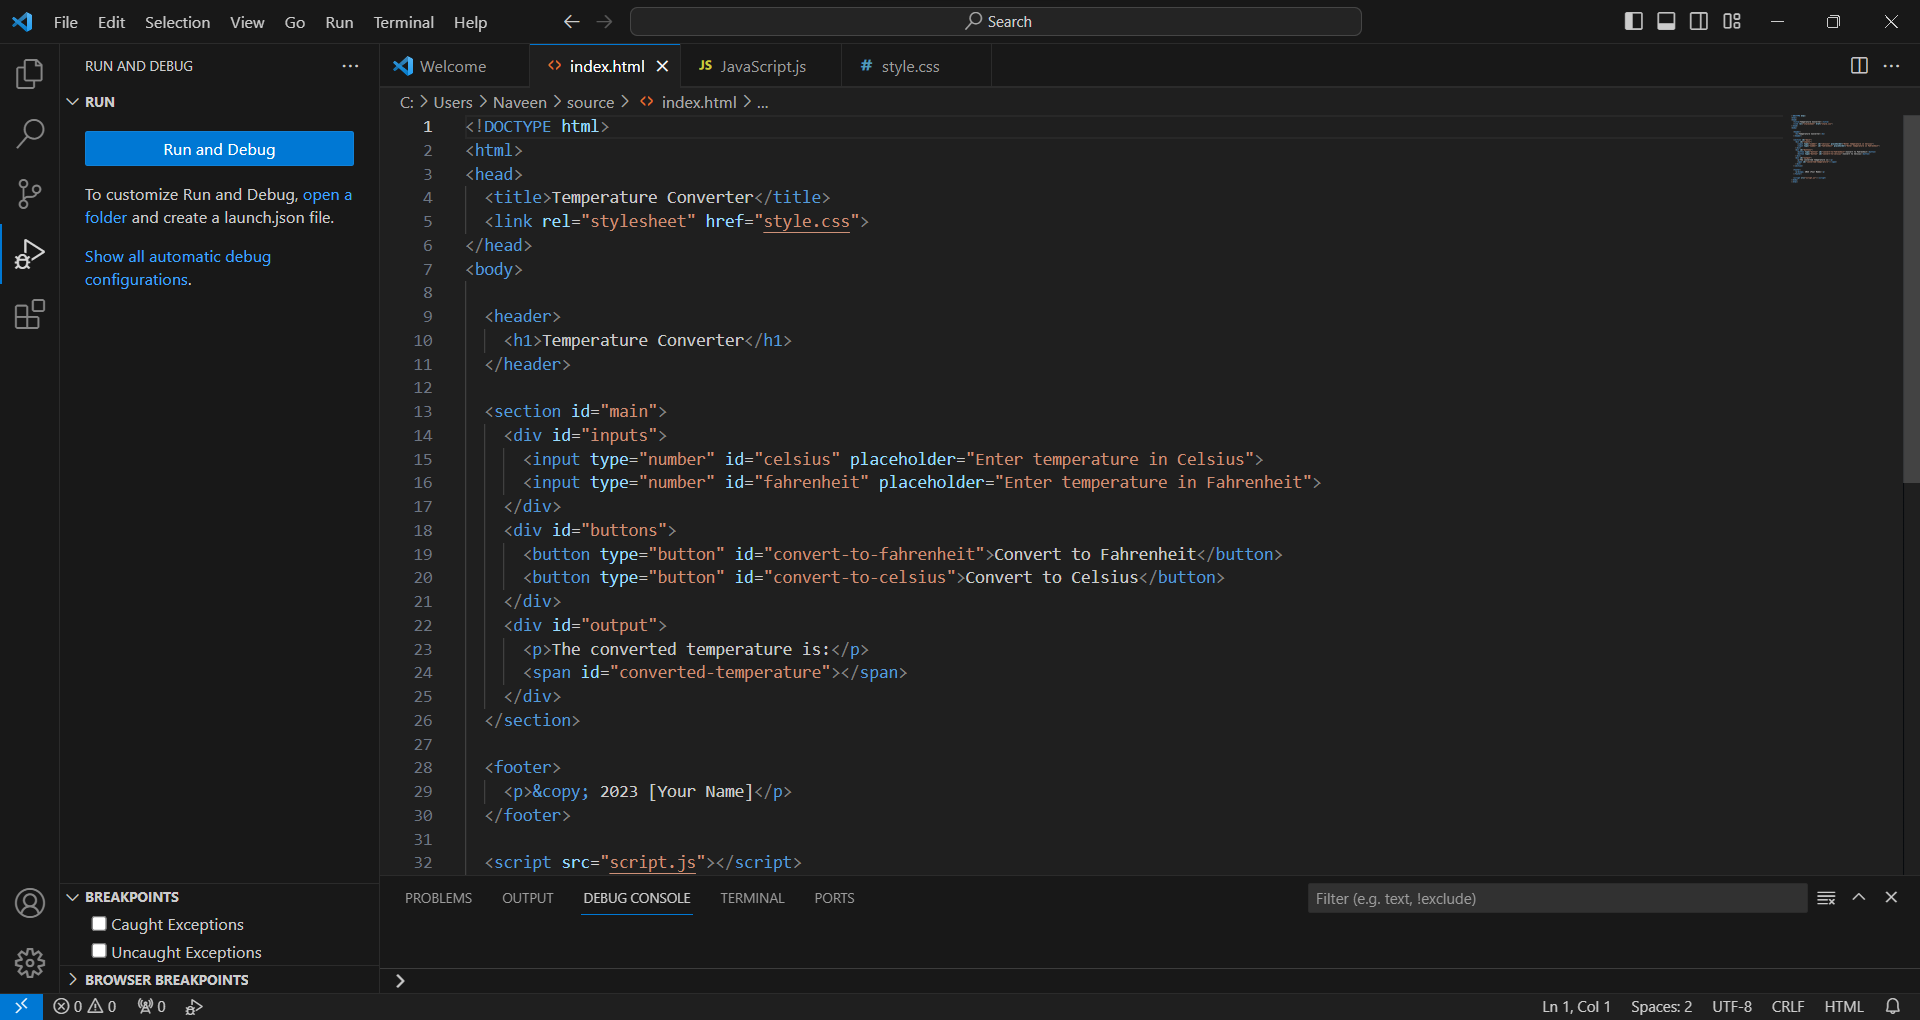 File Edit Selection View Go Run Terminal Help
Search
RUN AND DEBUG
RUN
Run and Debug
To customize Run and Debug, open a
folder and create a launch.json file.
Show all automatic debug
configurations.
BREAKPOINTS
Caught Exceptions
Uncaught Exceptions
BROWSER BREAKPOINTS
Welcome
<> index.html
JS JavaScript.js
# style.css
C: > Users > Naveen > source > <> index.html > ...
1 <!DOCTYPE html>
2 <html>
3 <head>
4 <title>Temperature Converter</title>
5 <link rel="stylesheet" href="style.css">
6 </head>
7 <body>
8
9 <header>
10 <h1>Temperature Converter</h1>
11 </header>
12
13 <section id="main">
14 <div id="inputs">
15 <input type="number" id="celsius" placeholder="Enter temperature in Celsius">
16 <input type="number" id="fahrenheit" placeholder="Enter temperature in Fahrenheit">
17 </div>
18 <div id="buttons">
19 <button type="button" id="convert-to-fahrenheit">Convert to Fahrenheit</button>
20 <button type="button" id="convert-to-celsius">Convert to Celsius</button>
21 </div>
22 <div id="output">
23 <p>The converted temperature is:</p>
24 <span id="converted-temperature"></span>
25 </div>
26 </section>
27
28 <footer>
29 <p>&copy; 2023 [Your Name]</p>
30 </footer>
31
32 <script src="script.js"></script>
PROBLEMS OUTPUT DEBUG CONSOLE TERMINAL PORTS
Filter (e.g. text, !exclude)
0 0 0
Ln 1, Col 1 Spaces: 2 UTF-8 CRLF HTML